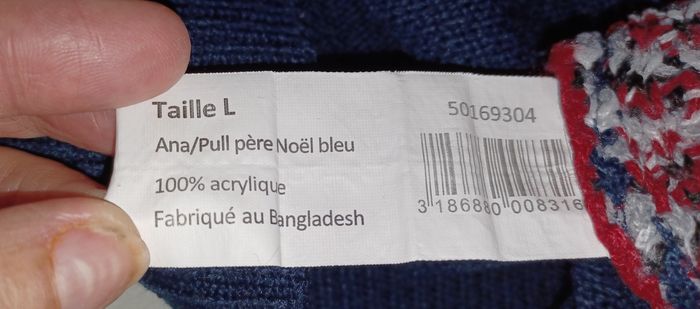 Taille L
Ana/Pull père Noël bleu
100% acrylique
Fabriqué au Bangladesh
50169304
3 186880 008316